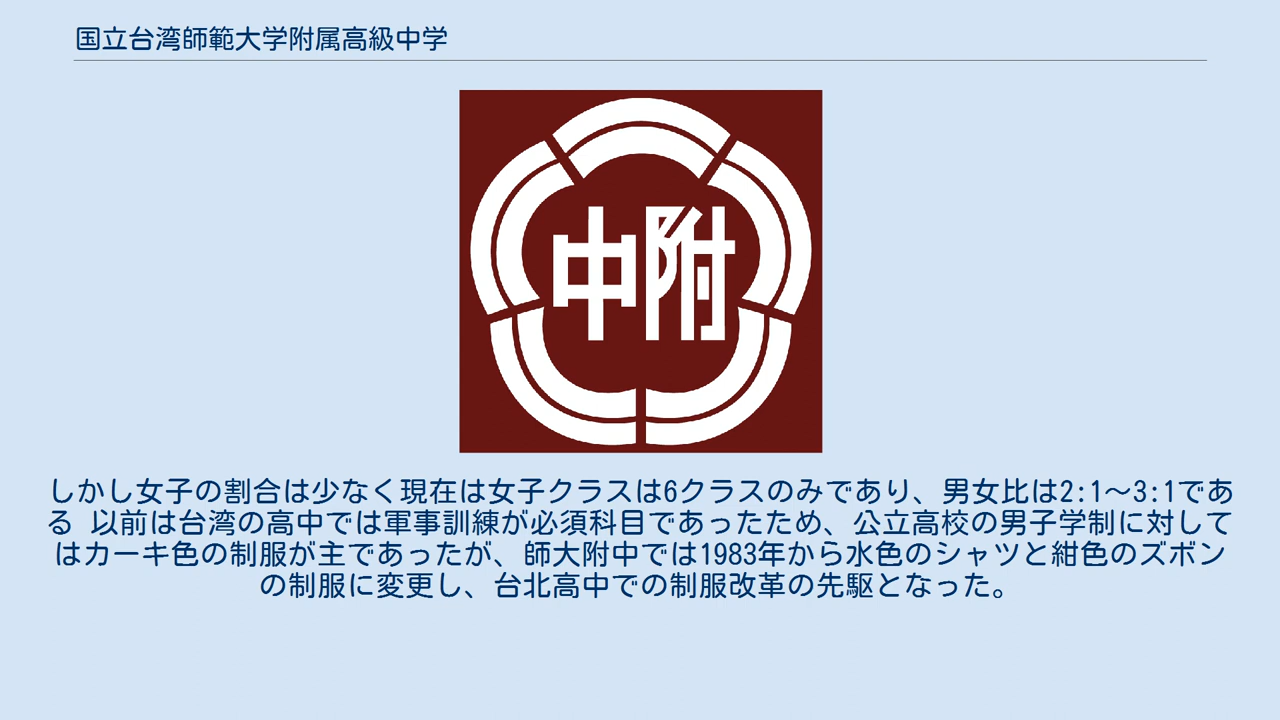 国立台湾師範大学附属高級中学
中附
しかし女子の割合は少なく現在は女子クラスは6クラスのみであり、男女比は2:1～3:1であ
る 以前は台湾の高中では軍事訓練が必須科目であったため、公立高校の男子学制に対して
はカーキ色の制服が主であったが、師大附中では1983年から水色のシャツと紺色のズボン
の制服に変更し、台北高中での制服改革の先駆となった。